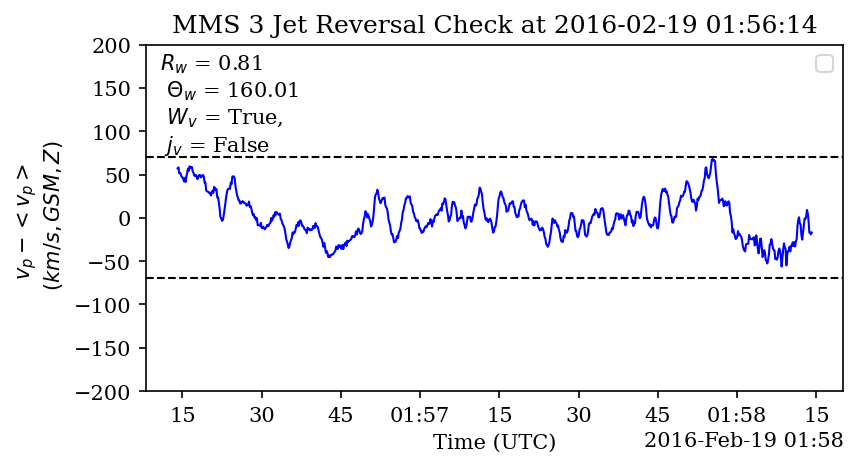 MMS 3 Jet Reversal Check at 2016-02-19 01:56:14
200
150
100
50
0
−50
−100
−150
−200
R_w = 0.81
Θ_w = 160.01
W_v = True,
j_v = False
v_p − < v_p >
(km/s, GSM, Z)
15 30 45 01:57 15 30 45 01:58 15
Time (UTC)
2016-Feb-19 01:58